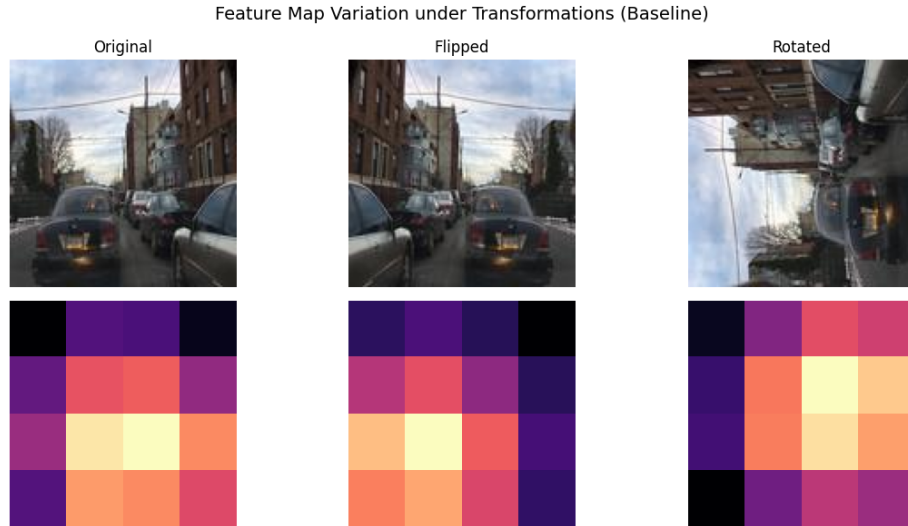 Feature Map Variation under Transformations (Baseline)
Original
Flipped
Rotated